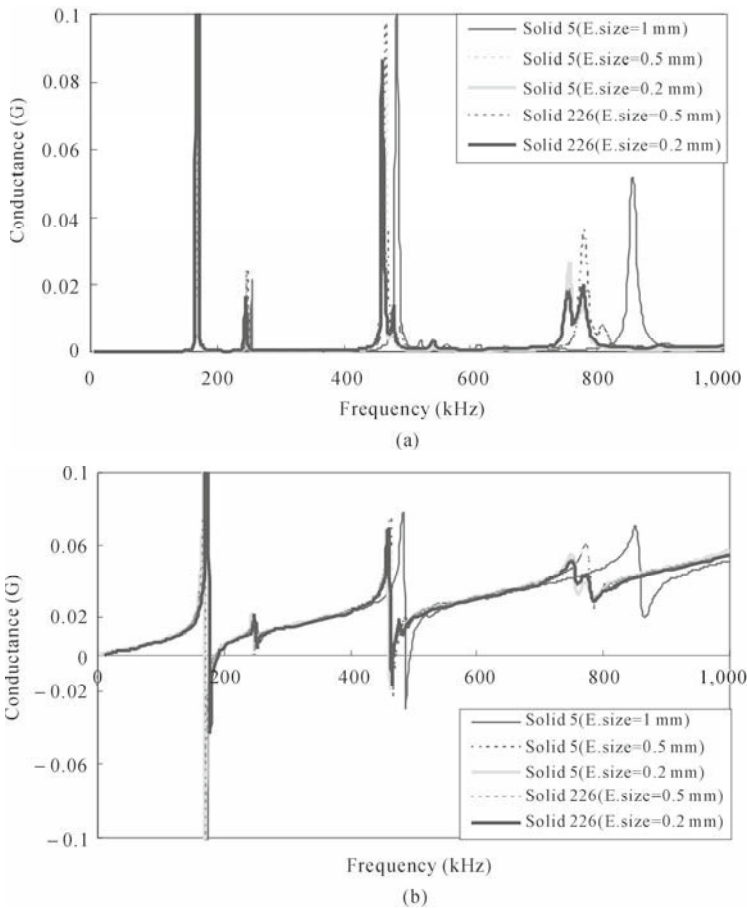 0.1
0.08
0.06
0.04
0.02
0
Conductance (G)
Solid 5(E.size=1 mm)
Solid 5(E.size=0.5 mm)
Solid 5(E.size=0.2 mm)
Solid 226(E.size=0.5 mm)
Solid 226(E.size=0.2 mm)
0 200 400 600 800 1,000
Frequency (kHz)
(a)
0.1
0.06
0.02
0
−0.02
−0.06
−0.1
Conductance (G)
0 200 400 600 800 1,000
Solid 5(E.size=1 mm)
Solid 5(E.size=0.5 mm)
Solid 5(E.size=0.2 mm)
Solid 226(E.size=0.5 mm)
Solid 226(E.size=0.2 mm)
Frequency (kHz)
(b)